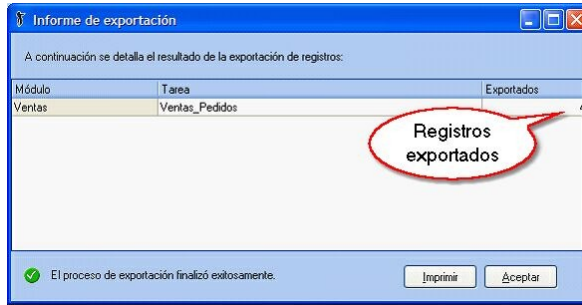 Informe de exportación
A continuación se detalla el resultado de la exportación de registros:
Módulo Tarea Exportados
Ventas Ventas_Pedidos
Registros
exportados
El proceso de exportación finalizó exitosamente. Imprimir Aceptar